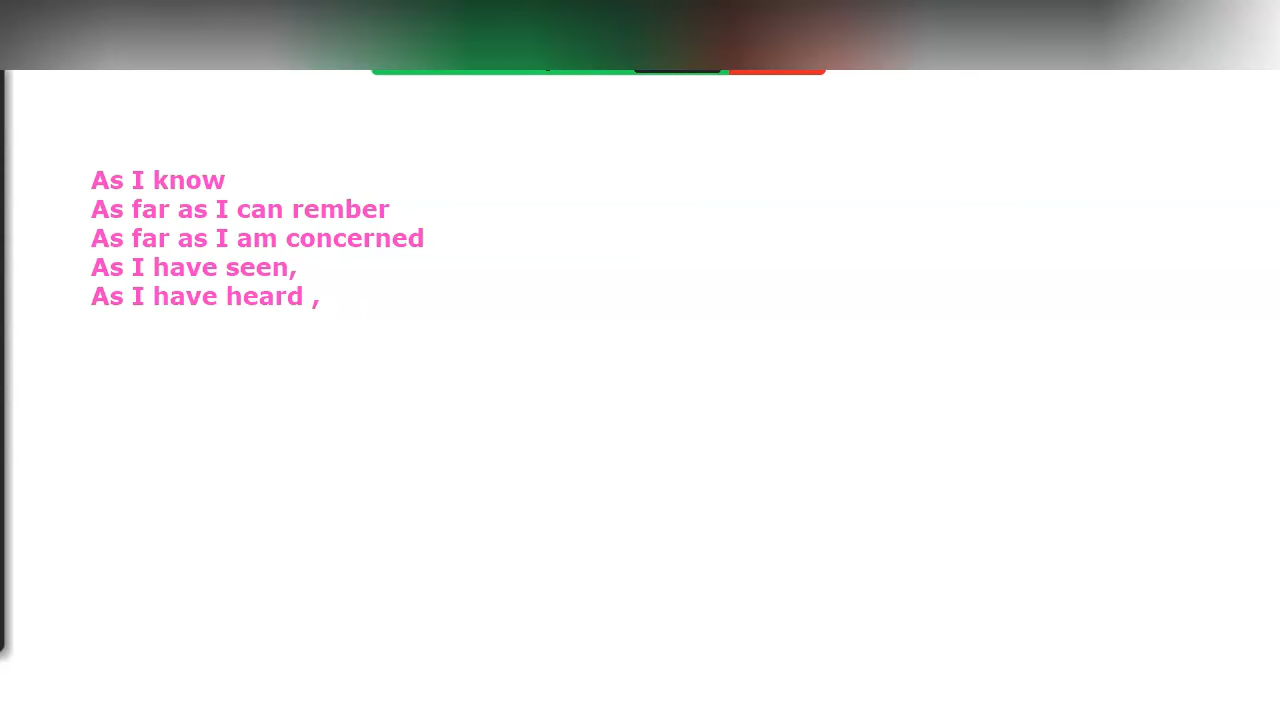 As I know
As far as I can rember
As far as I am concerned
As I have seen,
As I have heard ,